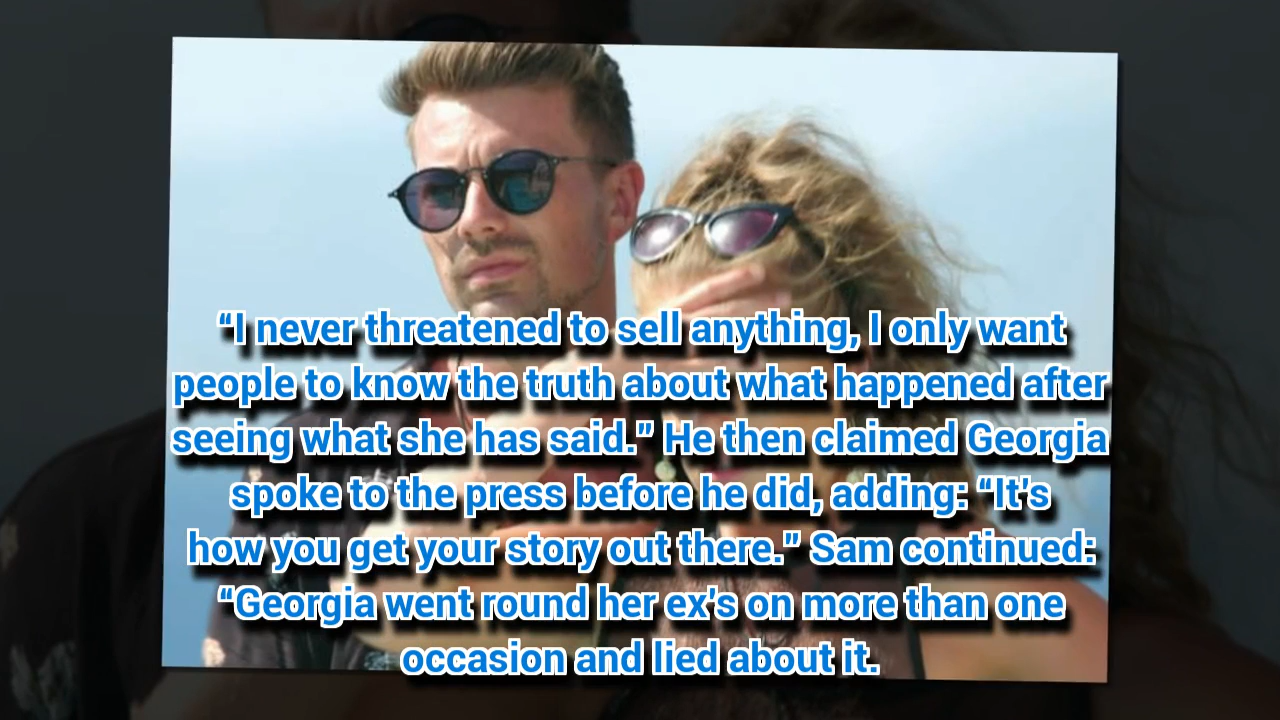 “I never threatened to sell anything, I only want
people to know the truth about what happened after
seeing what she has said.” He then claimed Georgia
spoke to the press before he did, adding: “It’s
how you get your story out there.” Sam continued:
“Georgia went round her ex’s on more than one
occasion and lied about it.